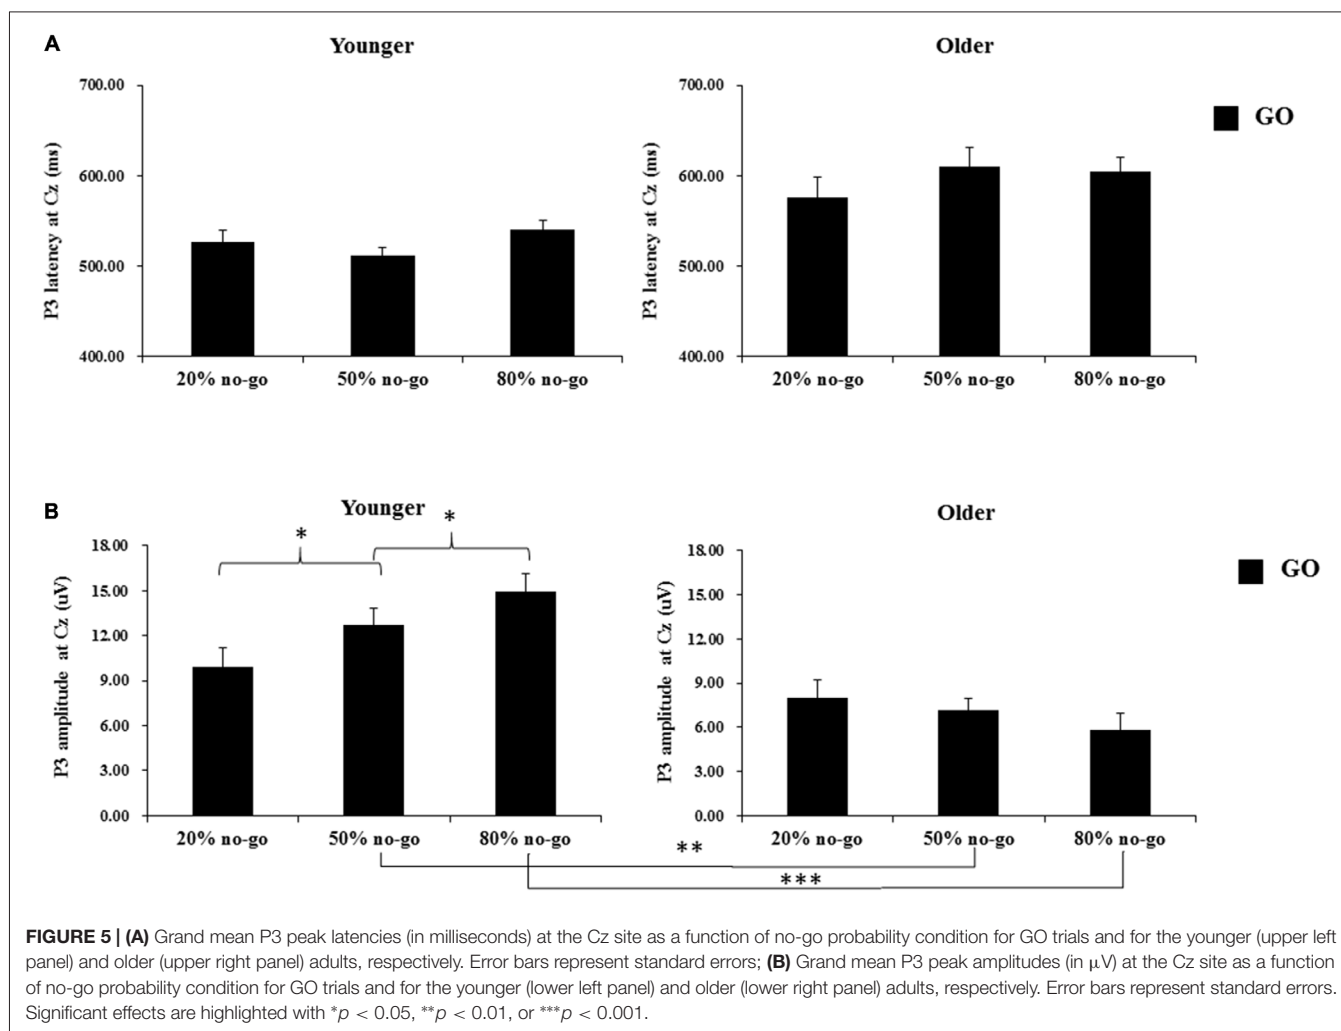 A
Younger
Older
700.00
600.00
500.00
400.00
P3 latency at Cz (ms)
20% no-go 50% no-go 80% no-go
700.00
600.00
500.00
400.00
P3 latency at Cz (ms)
20% no-go 50% no-go 80% no-go
GO
B
Younger
Older
* *
18.00
15.00
12.00
9.00
6.00
3.00
0.00
P3 amplitude at Cz (uV)
20% no-go 50% no-go 80% no-go
18.00
15.00
12.00
9.00
6.00
3.00
0.00
P3 amplitude at Cz (uV)
20% no-go 50% no-go 80% no-go
GO
**
***
FIGURE 5 | (A) Grand mean P3 peak latencies (in milliseconds) at the Cz site as a function of no-go probability condition for GO trials and for the younger (upper left
panel) and older (upper right panel) adults, respectively. Error bars represent standard errors; (B) Grand mean P3 peak amplitudes (in μV) at the Cz site as a function
of no-go probability condition for GO trials and for the younger (lower left panel) and older (lower right panel) adults, respectively. Error bars represent standard errors.
Significant effects are highlighted with *p < 0.05, **p < 0.01, or ***p < 0.001.